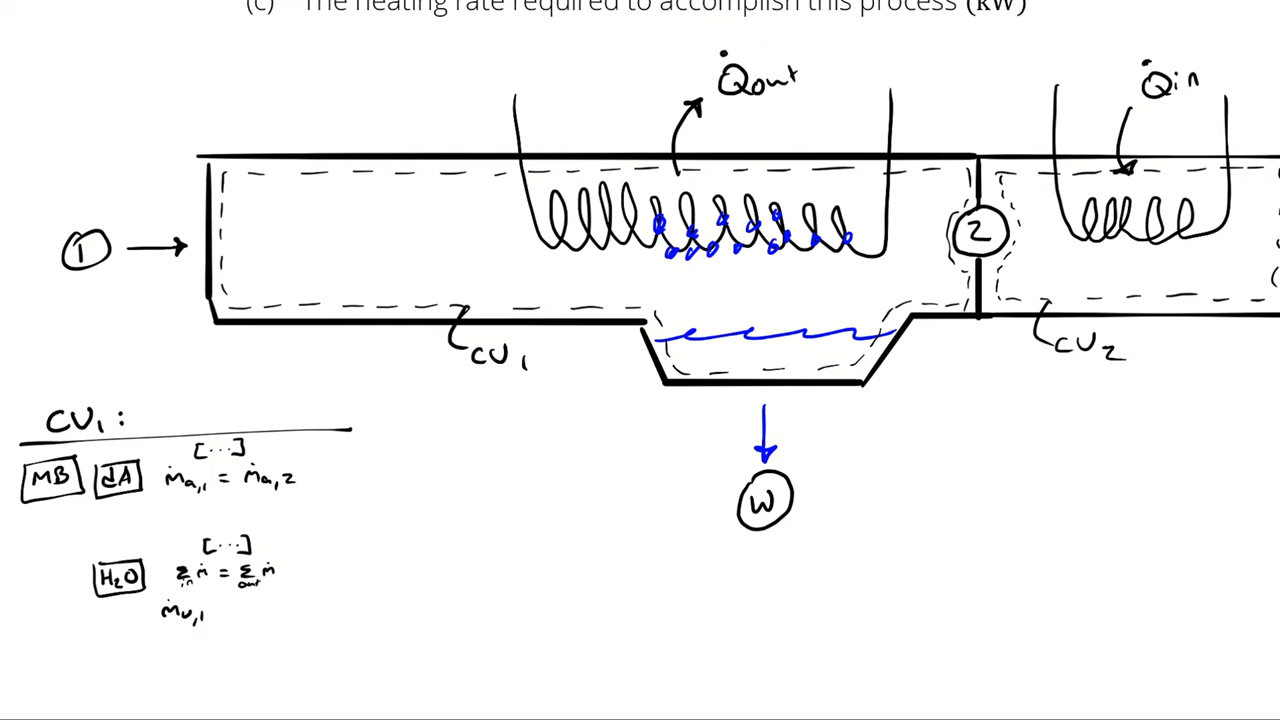 (c) The heating rate required to accomplish this process (kW)
Q̇out
Q̇in
1
2
CV₁
CV₂
W
CV₁:
[...]
MB dA ṁa,1 = ṁa,2
[...]
H₂O Σin ṁ = Σout ṁ
ṁv,1